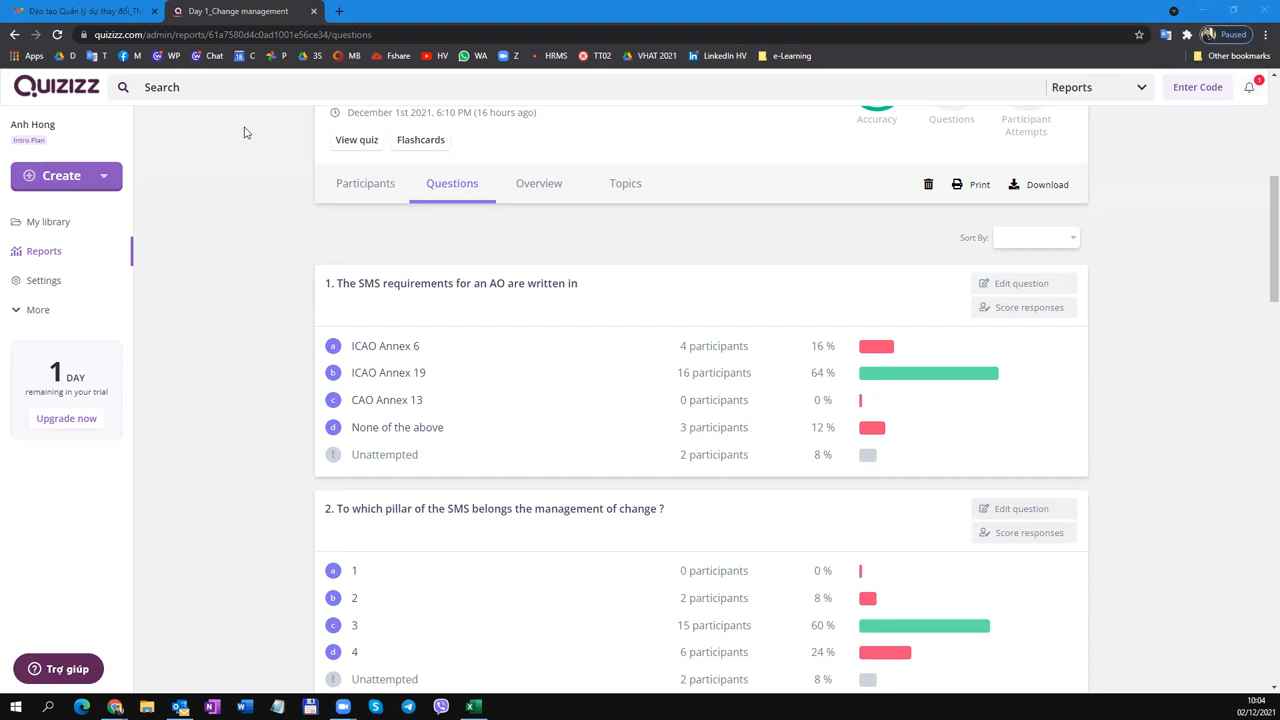 Đào tạo Quản lý dự thay đổi_Th
Day 1_Change management
quizizz.com/admin/reports/61a7580d4c0ad1001e56ce34/questions
Paused
Apps
D
T
M
WP
Chat
C
P
3S
MB
Fshare
HV
WA
Z
HRMS
TT02
VHAT 2021
LinkedIn HV
e-Learning
Other bookmarks
QUIZIZZ
Search
Reports
Enter Code
1
Anh Hong
Intro Plan
Create
My library
Reports
Settings
More
1 DAY
remaining in your trial
Upgrade now
Trợ giúp
December 1st 2021, 6:10 PM (16 hours ago)
View quiz
Flashcards
Accuracy
Questions
Participant
Attempts
Participants
Questions
Overview
Topics
Print
Download
Sort By:
1. The SMS requirements for an AO are written in
Edit question
Score responses
a ICAO Annex 6 4 participants 16 %
b ICAO Annex 19 16 participants 64 %
c CAO Annex 13 0 participants 0 %
d None of the above 3 participants 12 %
! Unattempted 2 participants 8 %
2. To which pillar of the SMS belongs the management of change ?
Edit question
Score responses
a 1 0 participants 0 %
b 2 2 participants 8 %
c 3 15 participants 60 %
d 4 6 participants 24 %
! Unattempted 2 participants 8 %
10:04
02/12/2021